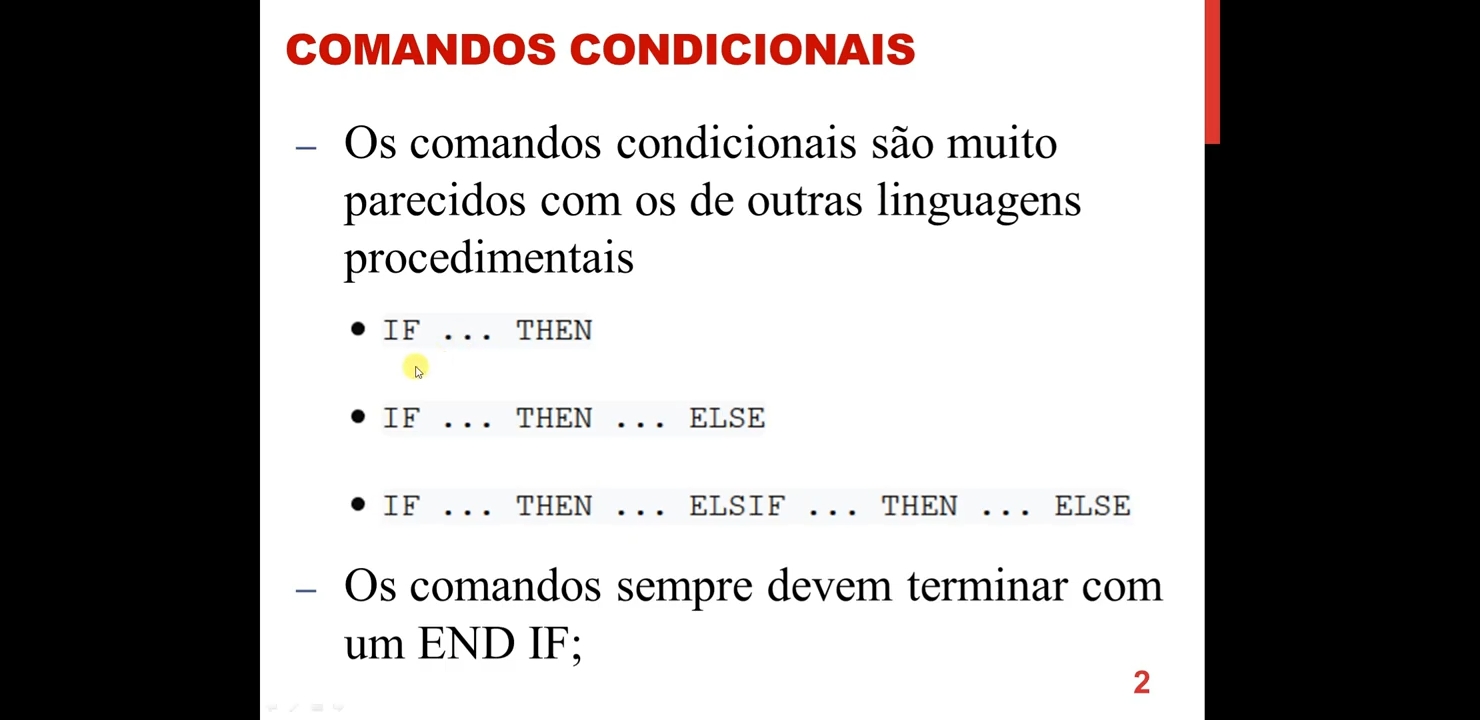 COMANDOS CONDICIONAIS
– Os comandos condicionais são muito
parecidos com os de outras linguagens
procedimentais
• IF ... THEN
• IF ... THEN ... ELSE
• IF ... THEN ... ELSIF ... THEN ... ELSE
– Os comandos sempre devem terminar com
um END IF;
2